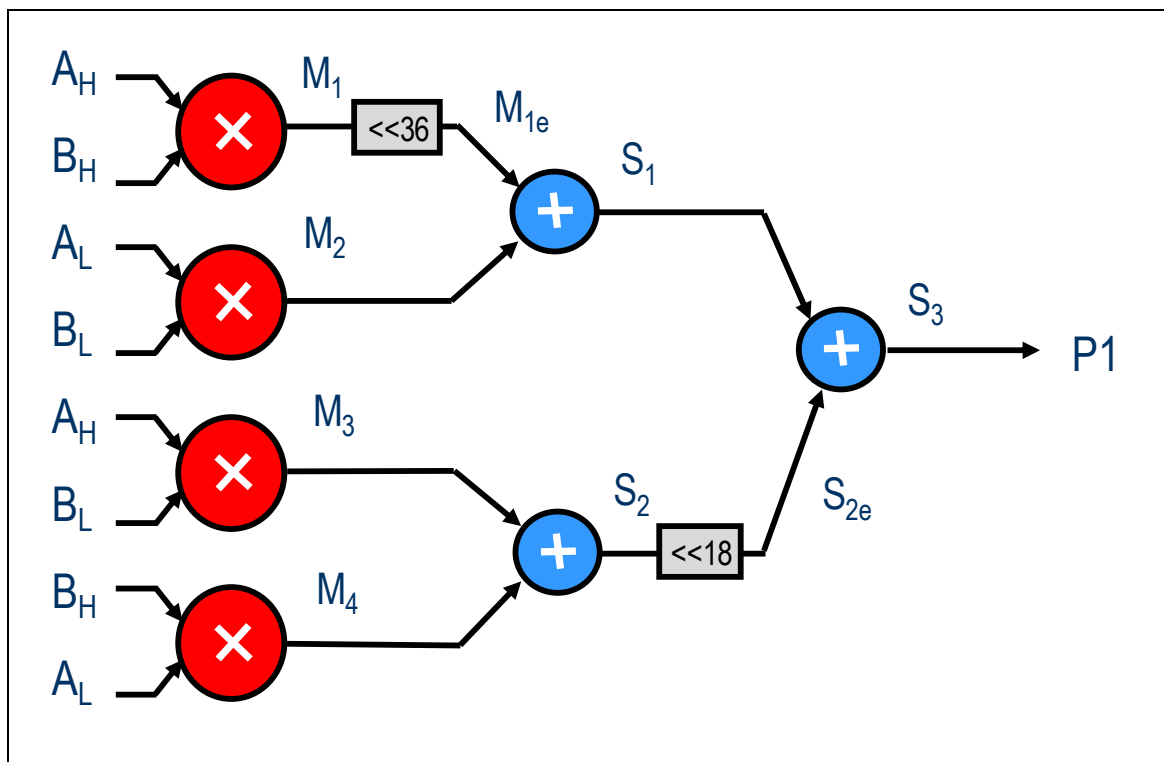 A_H
M_1
<<36
M_1e
B_H
S_1
A_L
M_2
B_L
S_3
P1
A_H
M_3
B_L
S_2
<<18
S_2e
B_H
M_4
A_L